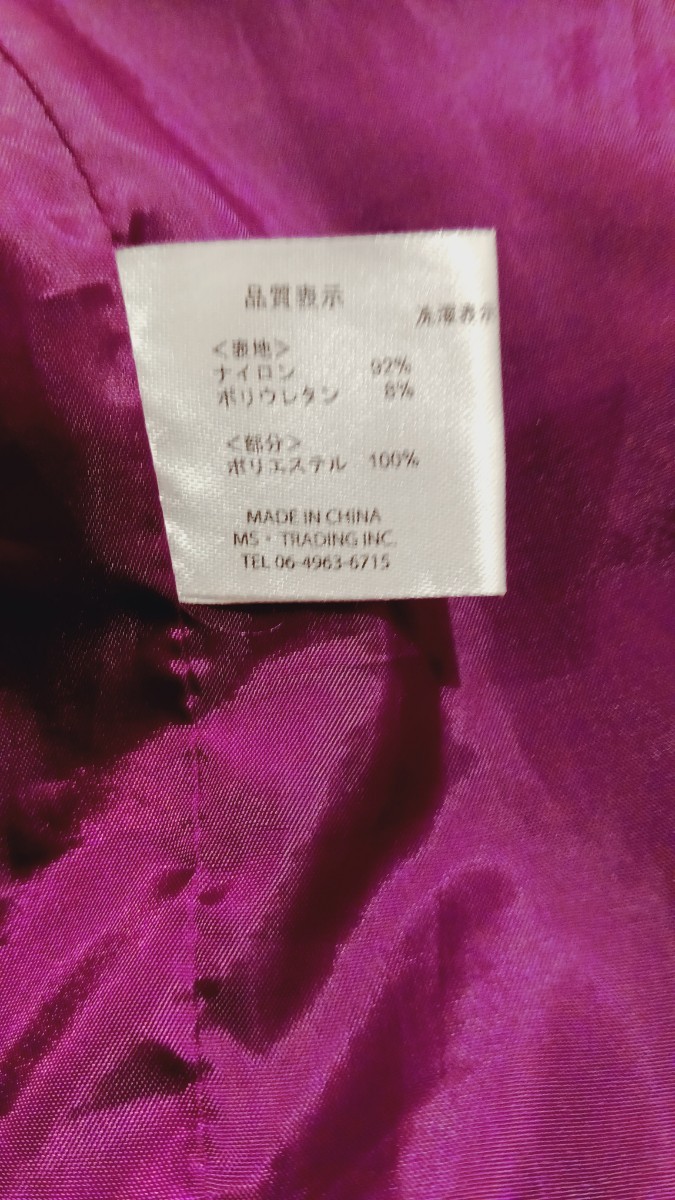 品質表示
洗濯表示
＜表地＞
ナイロン 92%
ポリウレタン 8%
＜部分＞
ポリエステル 100%
MADE IN CHINA
MS・TRADING INC.
TEL 06-4963-6715